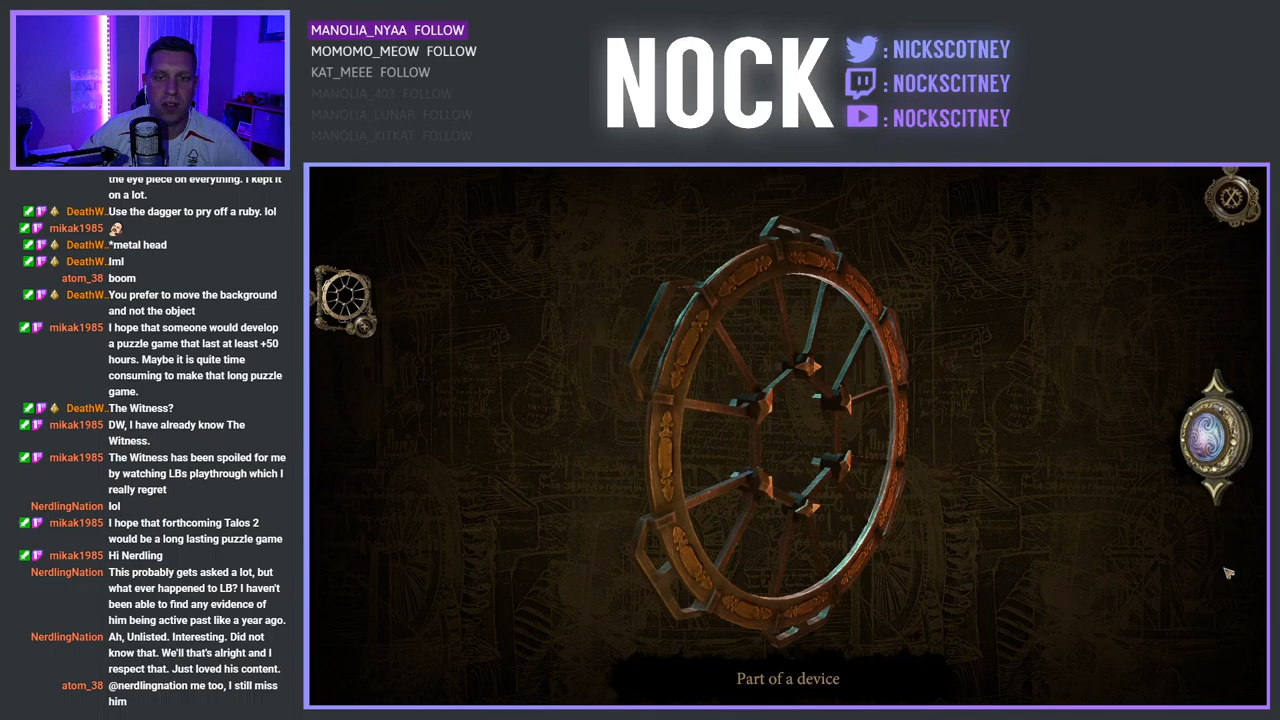 MANOLIA_NYAA FOLLOW
MOMOMO_MEOW FOLLOW
KAT_MEEE FOLLOW
MANOLIA_403 FOLLOW
MANOLIA_LUNAR FOLLOW
MANOLIA_KITKAT FOLLOW
NOCK
: NICKSCOTNEY
: NOCKSCITNEY
: NOCKSCITNEY
the eye piece on everything. I kept it
on a lot.
DeathW.. Use the dagger to pry off a ruby. lol
mikak1985
DeathW.. *metal head
DeathW.. lml
atom_38 boom
DeathW.. You prefer to move the background
and not the object
mikak1985 I hope that someone would develop
a puzzle game that last at least +50
hours. Maybe it is quite time
consuming to make that long puzzle
game.
DeathW.. The Witness?
mikak1985 DW, I have already know The
Witness.
mikak1985 The Witness has been spoiled for me
by watching LBs playthrough which I
really regret
NerdlingNation lol
mikak1985 I hope that forthcoming Talos 2
would be a long lasting puzzle game
mikak1985 Hi Nerdling
NerdlingNation This probably gets asked a lot, but
what ever happened to LB? I haven't
been able to find any evidence of
him being active past like a year ago.
NerdlingNation Ah, Unlisted. Interesting. Did not
know that. We'll that's alright and I
respect that. Just loved his content.
atom_38 @nerdlingnation me too, I still miss
him
Part of a device